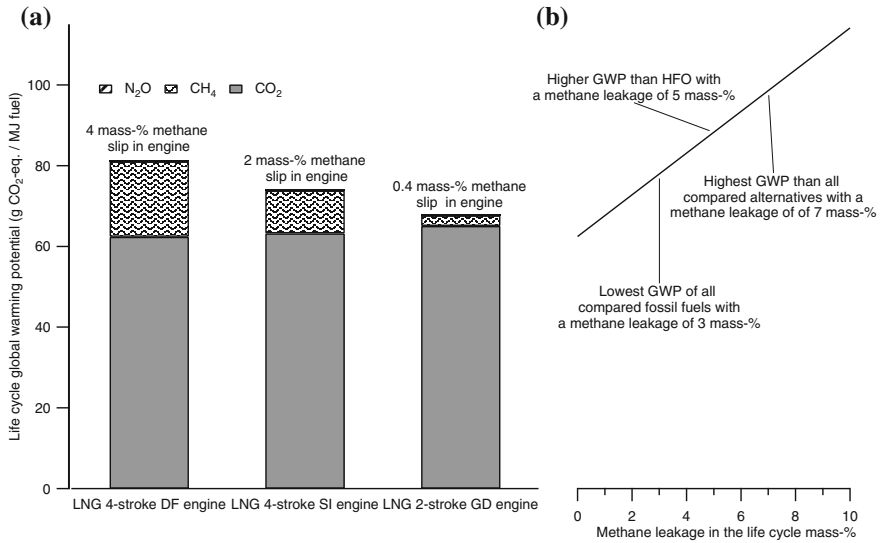 (a)
Life cycle global warming potential (g CO₂-eq. / MJ fuel)
100
80
60
40
20
0
N₂O CH₄ CO₂
4 mass-% methane
slip in engine
2 mass-% methane
slip in engine
0.4 mass-% methane
slip in engine
LNG 4-stroke DF engine LNG 4-stroke SI engine LNG 2-stroke GD engine
(b)
Higher GWP than HFO with
a methane leakage of 5 mass-%
Highest GWP than all
compared alternatives with a
methane leakage of of 7 mass-%
Lowest GWP of all
compared fossil fuels with
a methane leakage of 3 mass-%
0 2 4 6 8 10
Methane leakage in the life cycle mass-%